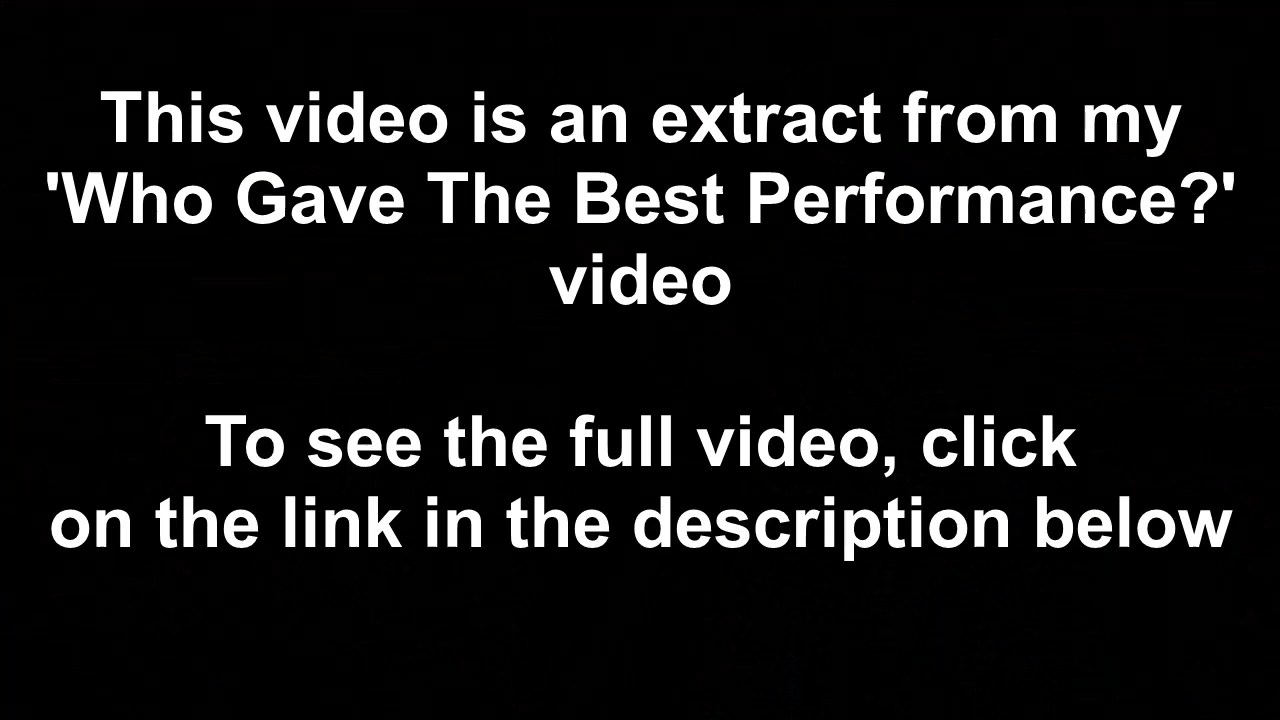 This video is an extract from my
'Who Gave The Best Performance?'
video
To see the full video, click
on the link in the description below